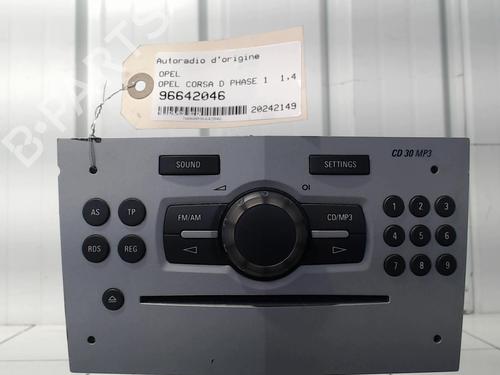 Autoradio d'origine
OPEL
OPEL CORSA D PHASE 1 1,4
96642046
20242149
B-PARTS
SOUND
SETTINGS
CD 30 MP3
AS
TP
FM/AM
CD/MP3
1
2
3
RDS
REG
4
5
6
7
8
9